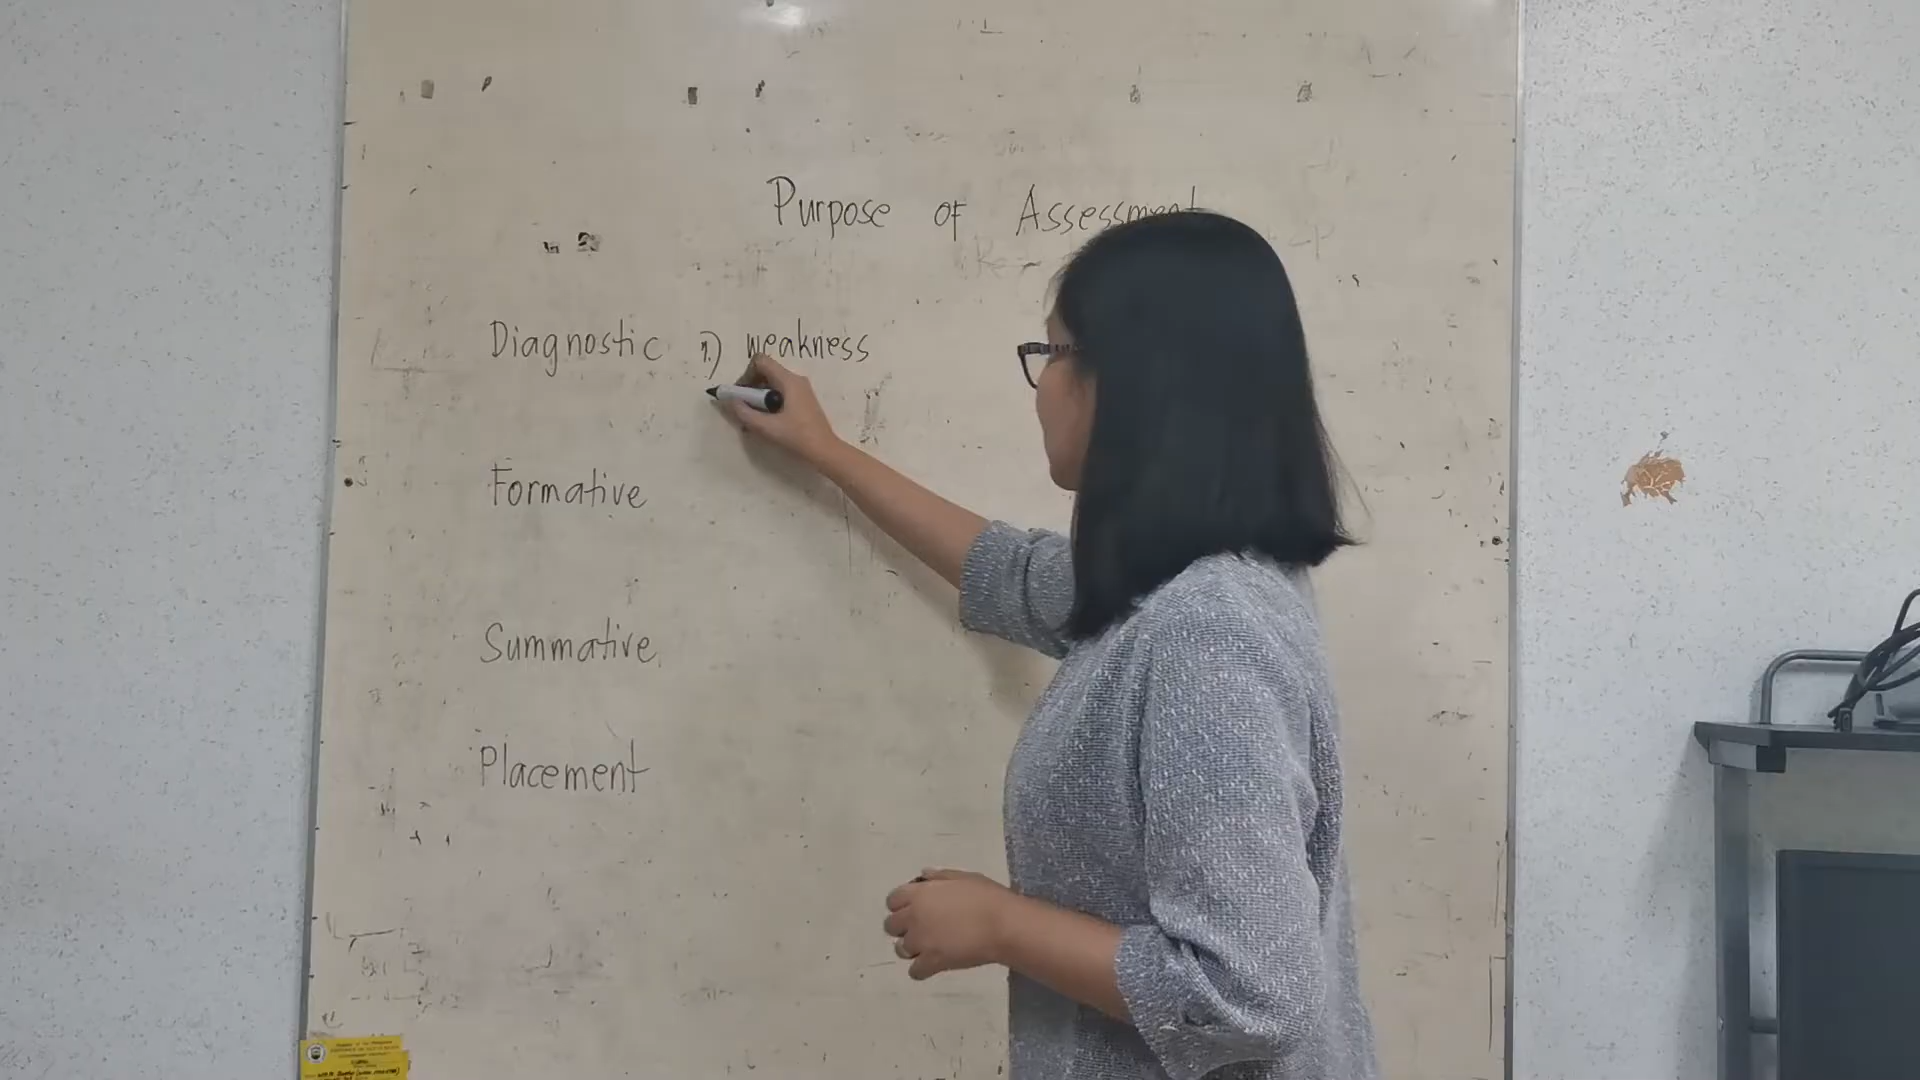 Purpose of Assessment
Diagnostic 1.) weakness
Formative
Summative
Placement